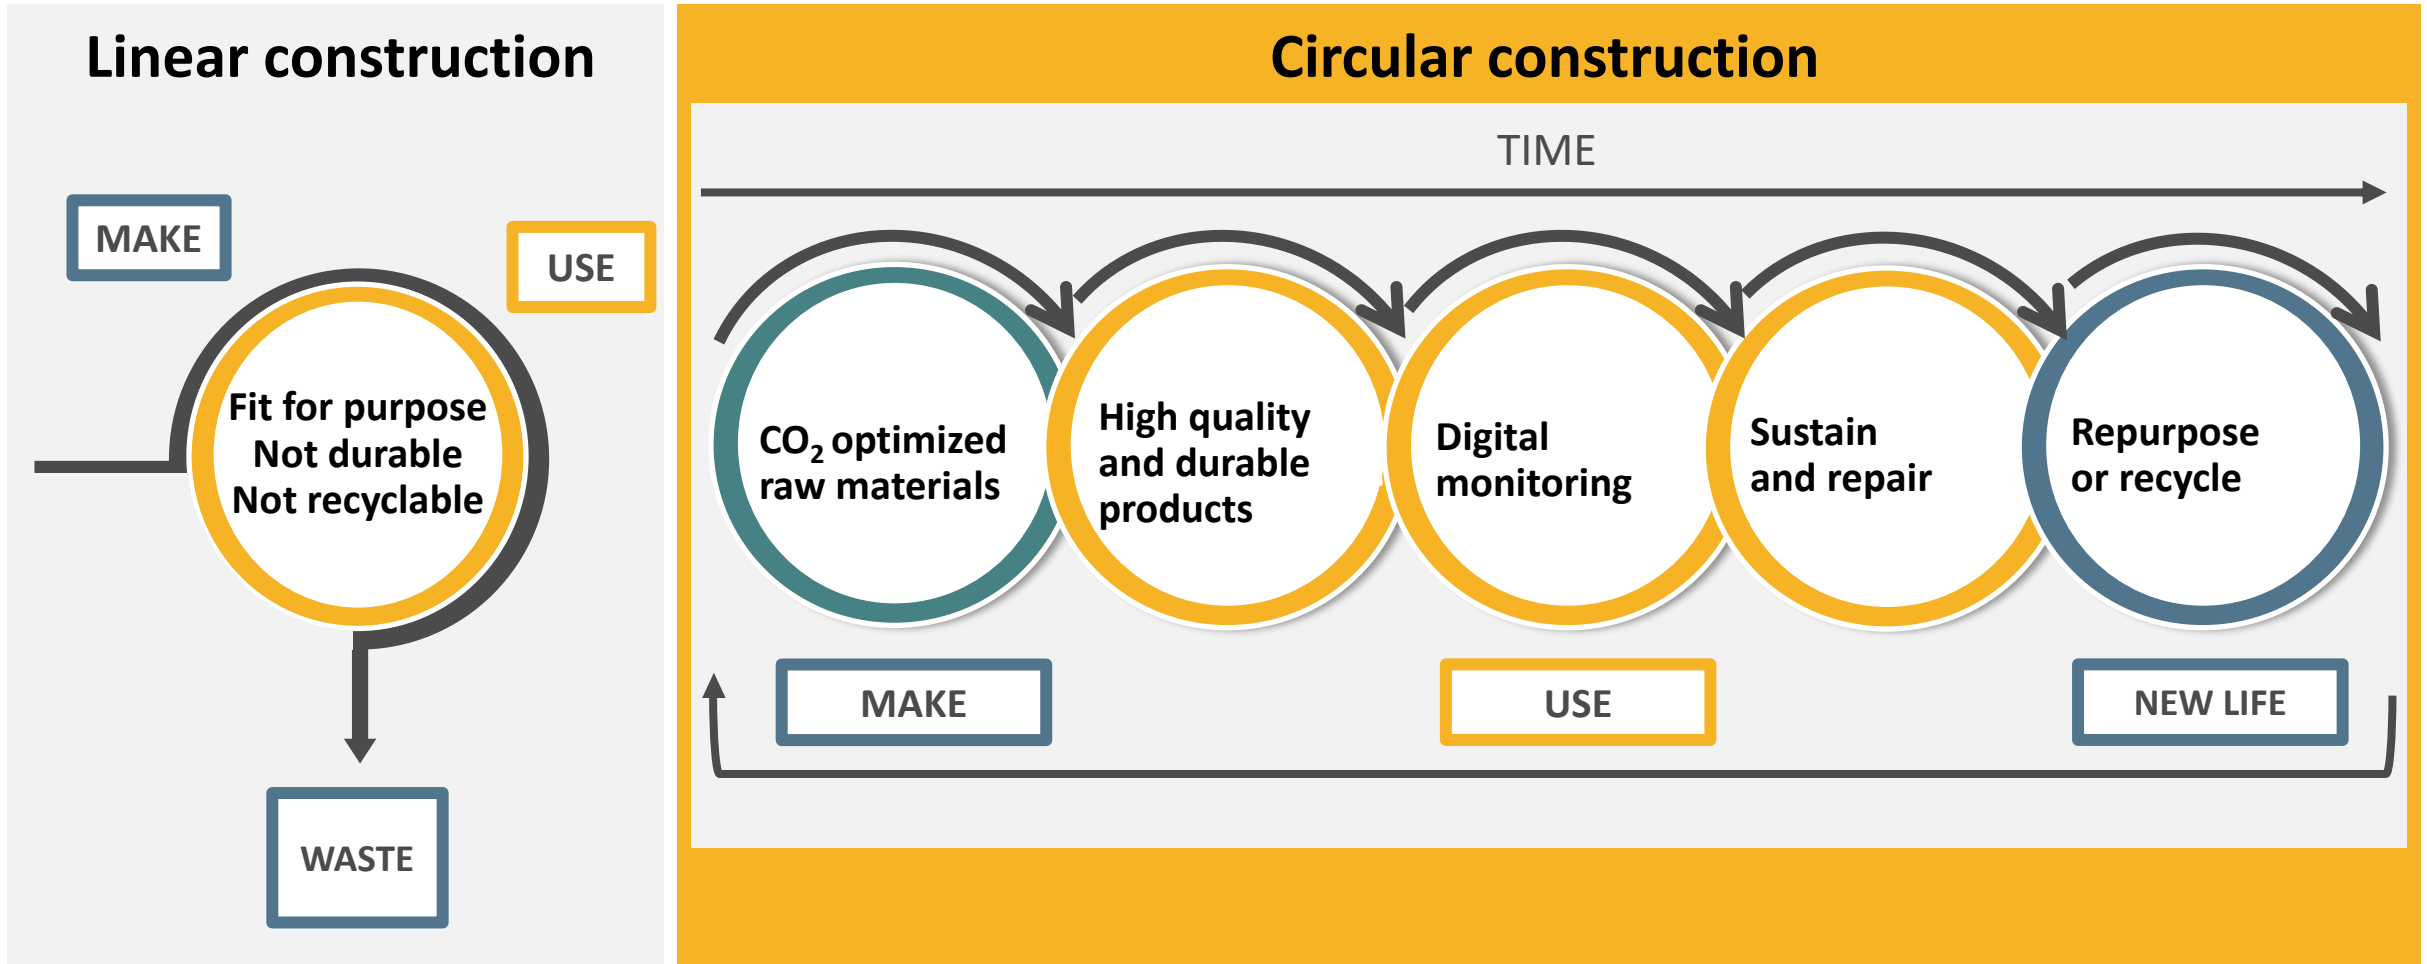 Linear construction
MAKE
USE
Fit for purpose
Not durable
Not recyclable
WASTE
Circular construction
TIME
CO₂ optimized
raw materials
High quality
and durable
products
Digital
monitoring
Sustain
and repair
Repurpose
or recycle
MAKE
USE
NEW LIFE